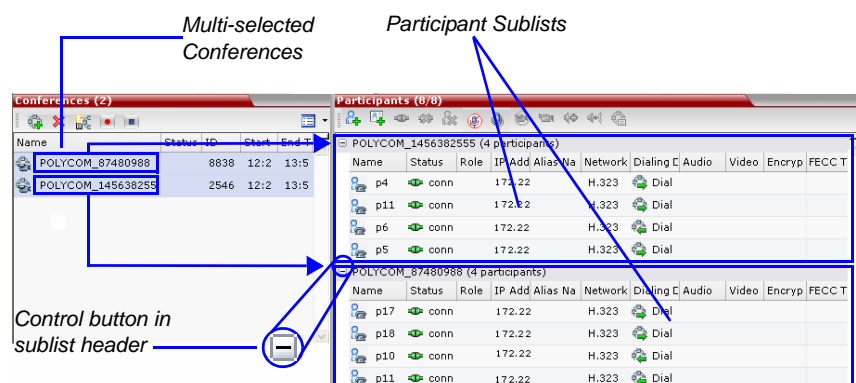 Multi-selected
Conferences
Participant Sublists
Conferences (2)
Name Status ID Start End T
POLYCOM_87480988 8838 12:2 13:5
POLYCOM_145638255 2546 12:2 13:5
Participants (8/8)
POLYCOM_1456382555 (4 participants)
Name Status Role IP Add Alias Na Network Dialing D Audio Video Encryp FECC T
p4 conn 172.22 H.323 Dial
p11 conn 172.22 H.323 Dial
p6 conn 172.22 H.323 Dial
p5 conn 172.22 H.323 Dial
POLYCOM_87480988 (4 participants)
Name Status Role IP Add Alias Na Network Dialing D Audio Video Encryp FECC T
p17 conn 172.22 H.323 Dial
p18 conn 172.22 H.323 Dial
p10 conn 172.22 H.323 Dial
p11 conn 172.22 H.323 Dial
Control button in
sublist header